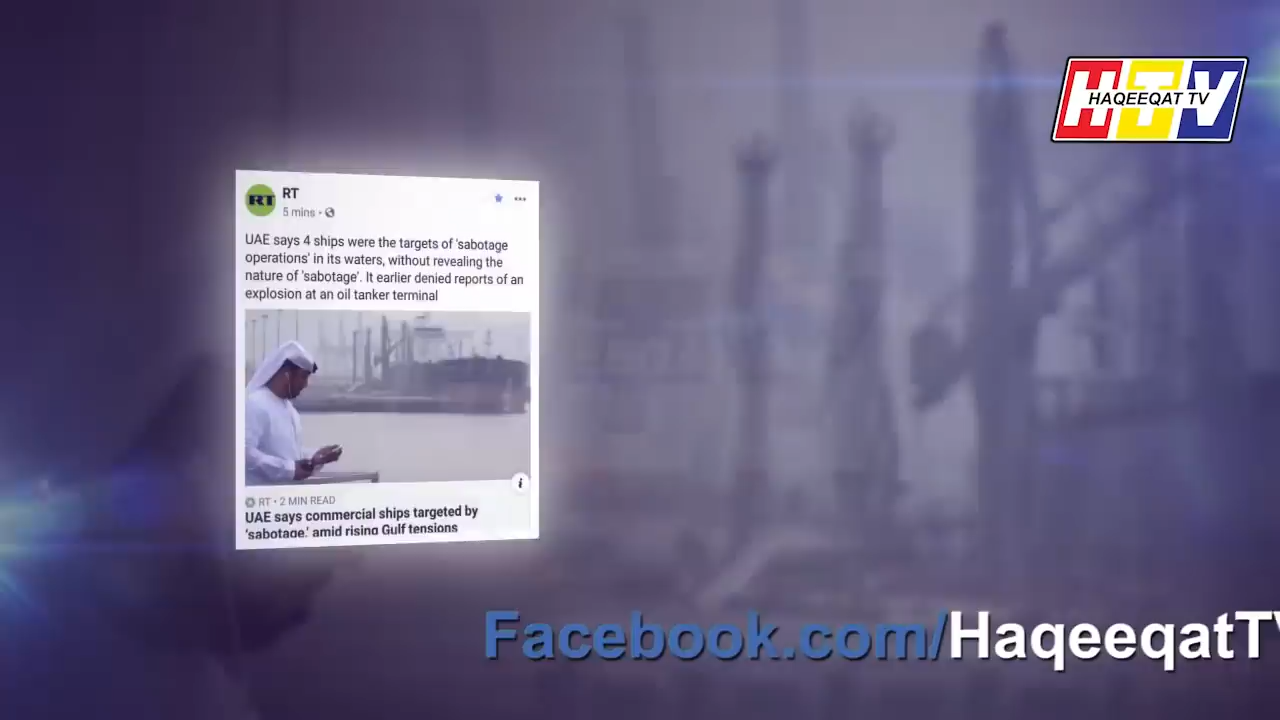 HTV
HAQEEQAT TV
RT
RT
5 mins •
UAE says 4 ships were the targets of 'sabotage
operations' in its waters, without revealing the
nature of 'sabotage'. It earlier denied reports of an
explosion at an oil tanker terminal
i
RT • 2 MIN READ
UAE says commercial ships targeted by
'sabotage,' amid rising Gulf tensions
Facebook.com/HaqeeqatTV